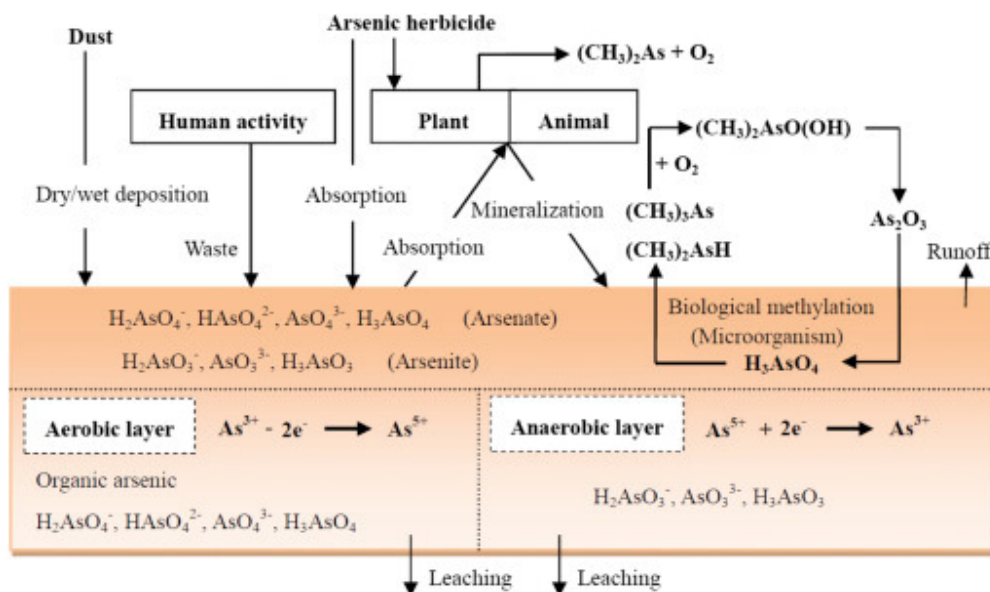 Dust
Arsenic herbicide
(CH₃)₂As + O₂
Human activity
Plant
Animal
(CH₃)₂AsO(OH)
+ O₂
Dry/wet deposition
Absorption
Mineralization
(CH₃)₃As
As₂O₃
Waste
Absorption
(CH₃)₂AsH
Runoff
H₂AsO₄⁻, HAsO₄²⁻, AsO₄³⁻, H₃AsO₄ (Arsenate)
Biological methylation
(Microorganism)
H₂AsO₃⁻, AsO₃³⁻, H₃AsO₃ (Arsenite)
H₃AsO₄
Aerobic layer
As³⁺ - 2e⁻
As⁵⁺
Anaerobic layer
As⁵⁺ + 2e⁻
As³⁺
Organic arsenic
H₂AsO₄⁻, HAsO₄²⁻, AsO₄³⁻, H₃AsO₄
H₂AsO₃⁻, AsO₃³⁻, H₃AsO₃
Leaching
Leaching